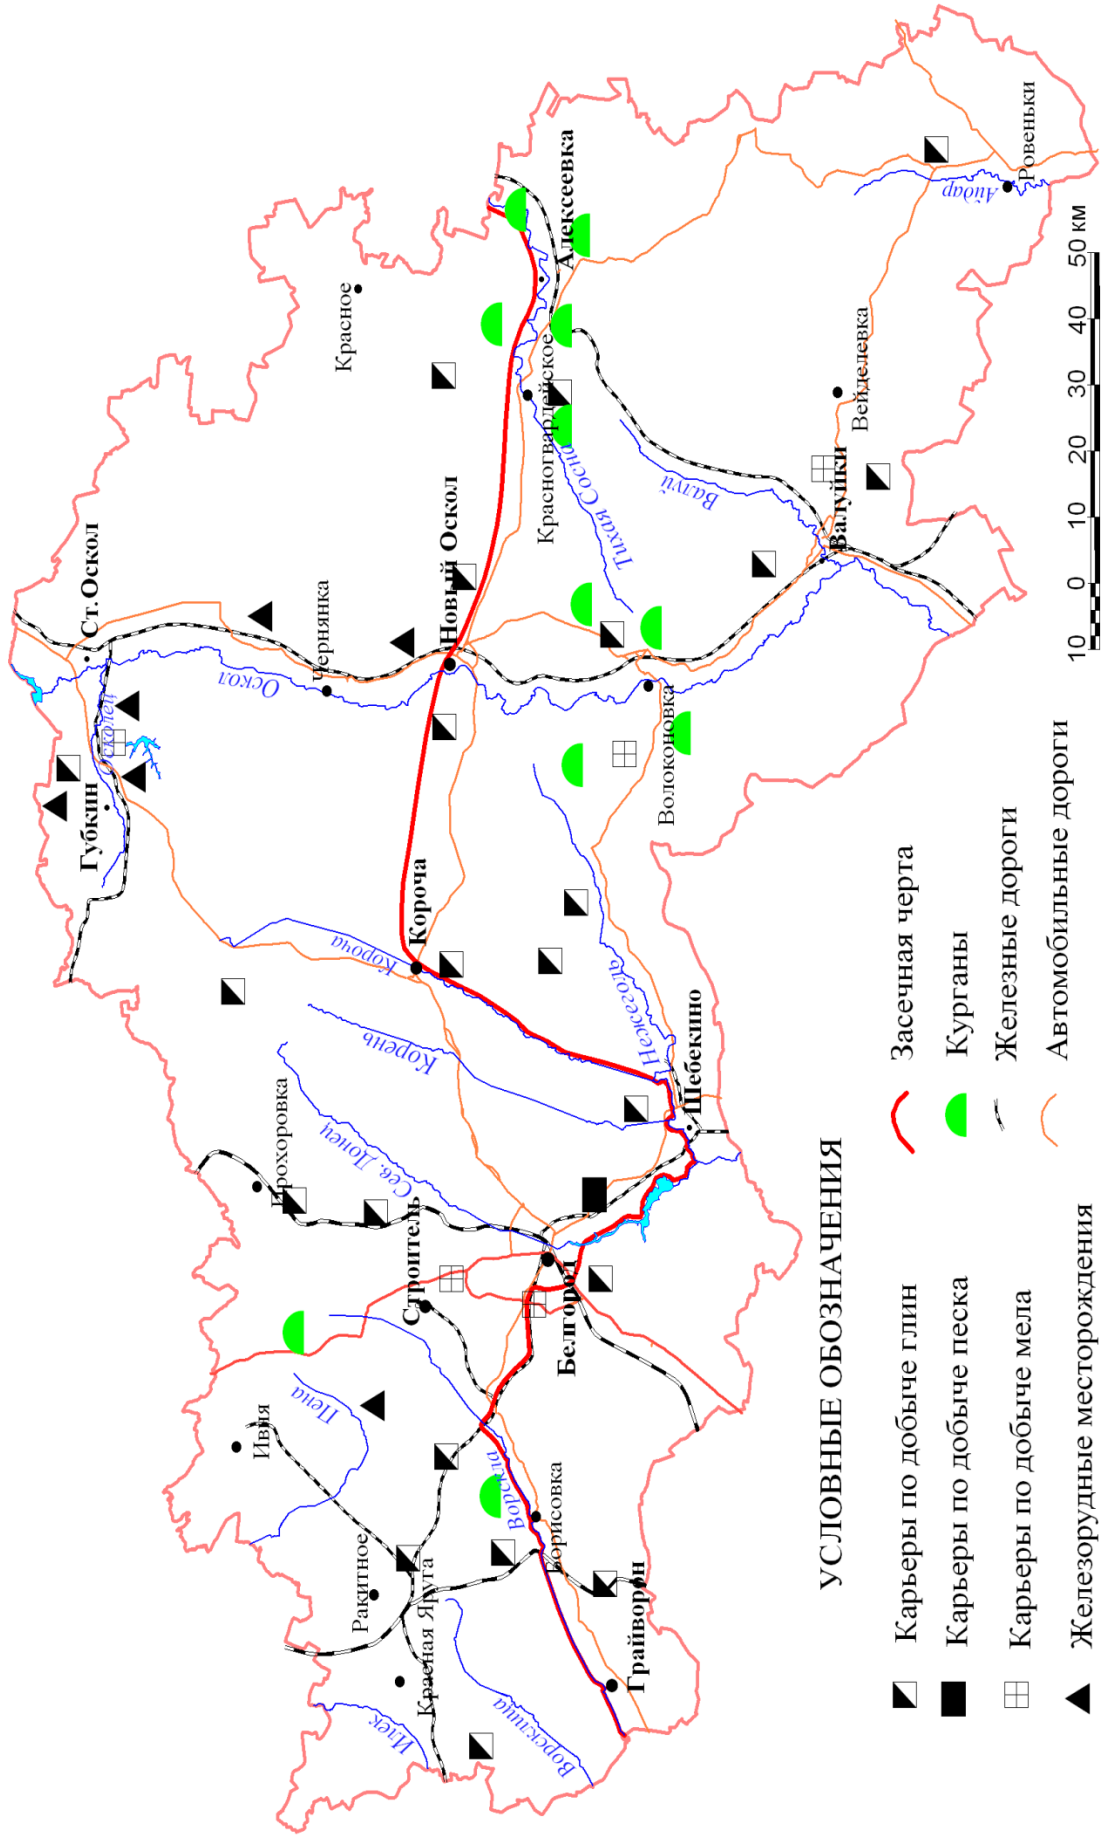 Ст.Оскол
Губкин
Осколец
Оскол
Чернянка
Красное
Новый Оскол
Алексеевка
Красногвардейское
Тихая Сосна
Валуй
Валуйки
Вейделевка
Айдар
Ровеньки
Волоконовка
Короча
Короча
Корень
Нежеголь
Шебекино
Прохоровка
Сев. Донец
Строитель
Белгород
Ивня
Пена
Ворскла
Борисовка
Ракитное
Красная Яруга
Грайворон
Илек
Ворсклица
10 0 10 20 30 40 50 км
УСЛОВНЫЕ ОБОЗНАЧЕНИЯ
Карьеры по добыче глин
Карьеры по добыче песка
Карьеры по добыче мела
Железорудные месторождения
Засечная черта
Курганы
Железные дороги
Автомобильные дороги